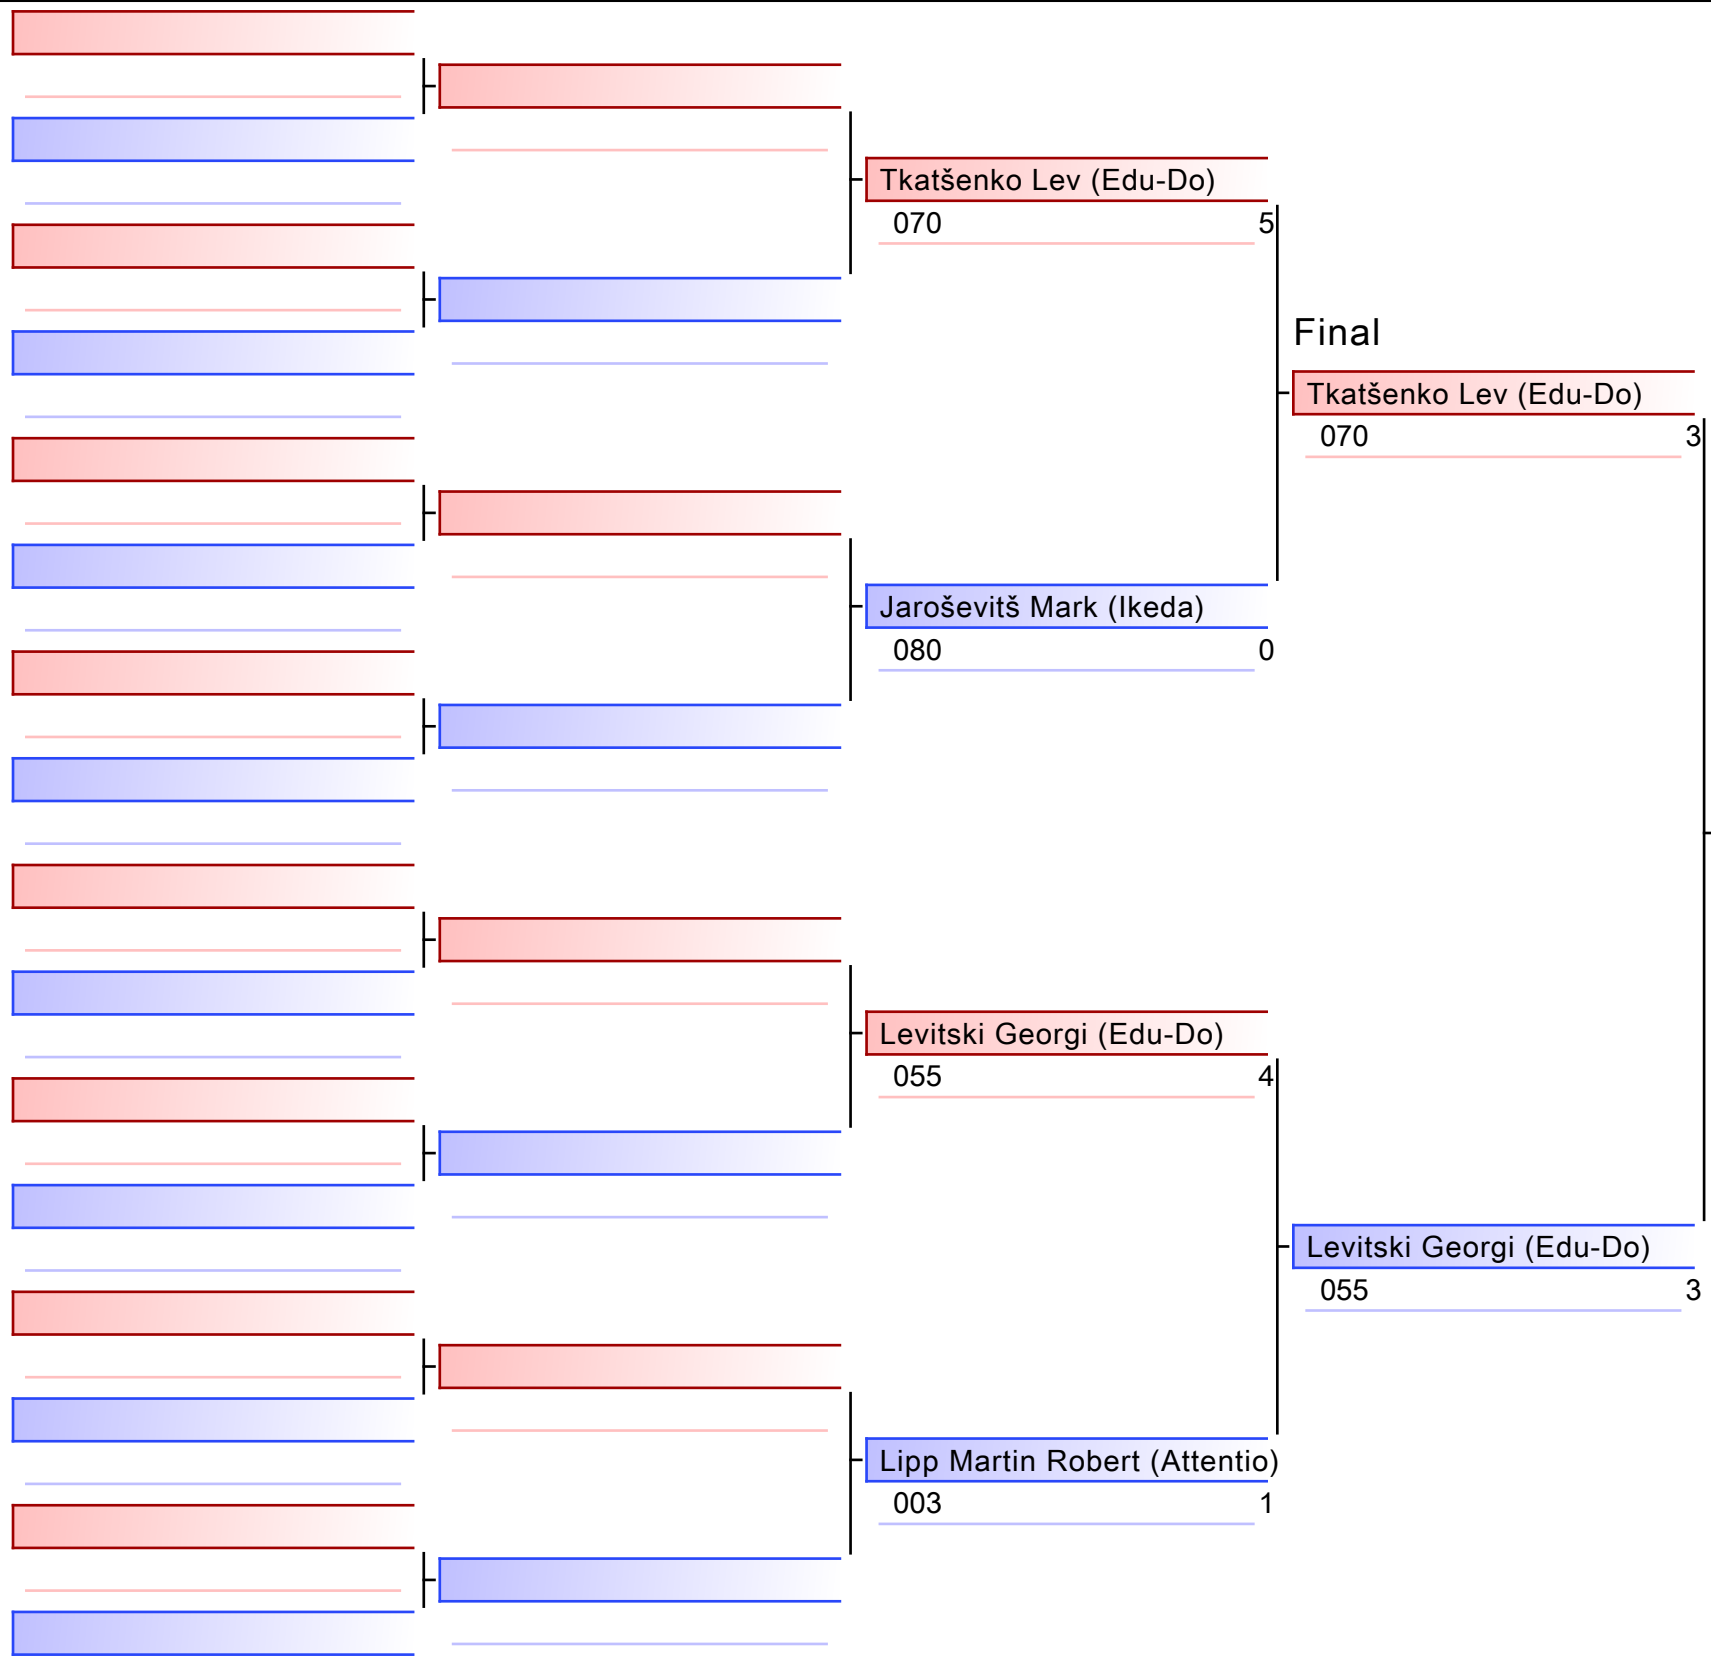 Tkatšenko Lev (Edu-Do)
070 5
Final
Tkatšenko Lev (Edu-Do)
070 3
Jaroševitš Mark (Ikeda)
080 0
Levitski Georgi (Edu-Do)
055 4
Levitski Georgi (Edu-Do)
055 3
Lipp Martin Robert (Attentio)
003 1